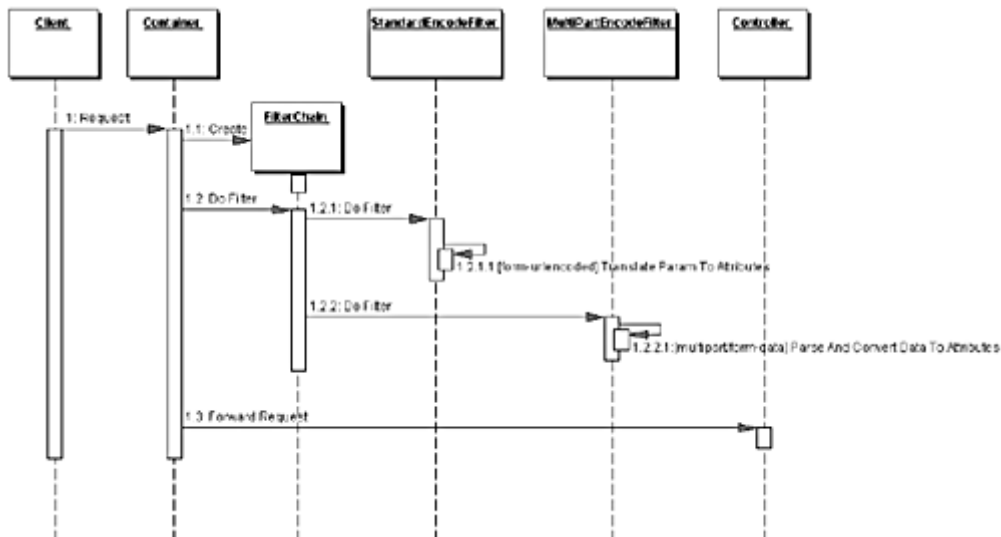 Client
Container
StandardEncodeFilter
MultiPartEncodeFilter
Controller
FilterChain
1: Request
1.1: Create
1.2: Do Filter
1.2.1: Do Filter
1.2.1.1:[form-urlencoded] Translate Param To Attributes
1.2.2: Do Filter
1.2.2.1:[multipart/form-data] Parse And Convert Data To Attributes
1.3: Forward Request